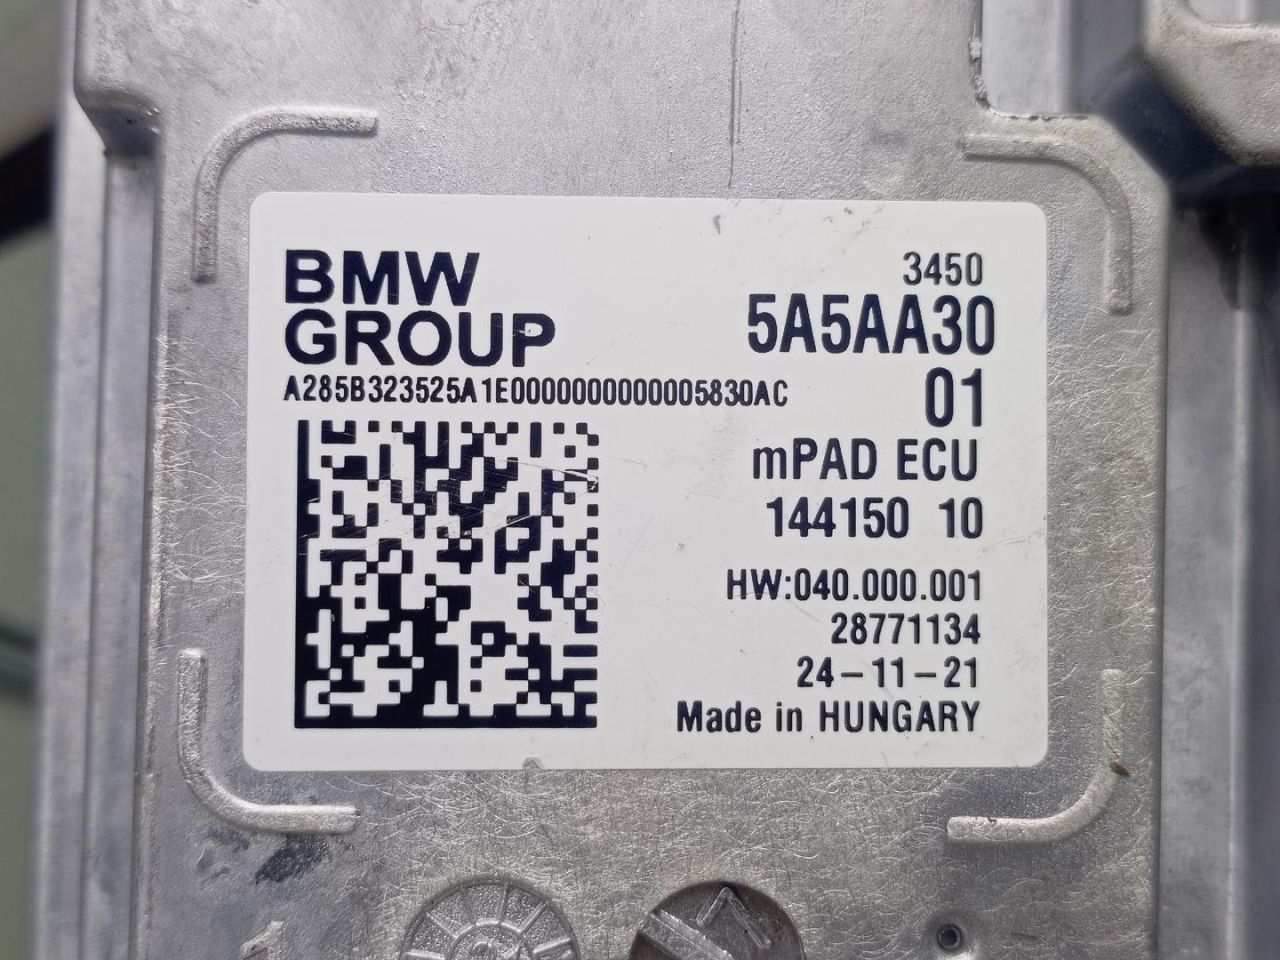 BMW
GROUP
A285B323525A1E0000000000005830AC
3450
5A5AA30
01
mPAD ECU
144150 10
HW:040.000.001
28771134
24-11-21
Made in HUNGARY